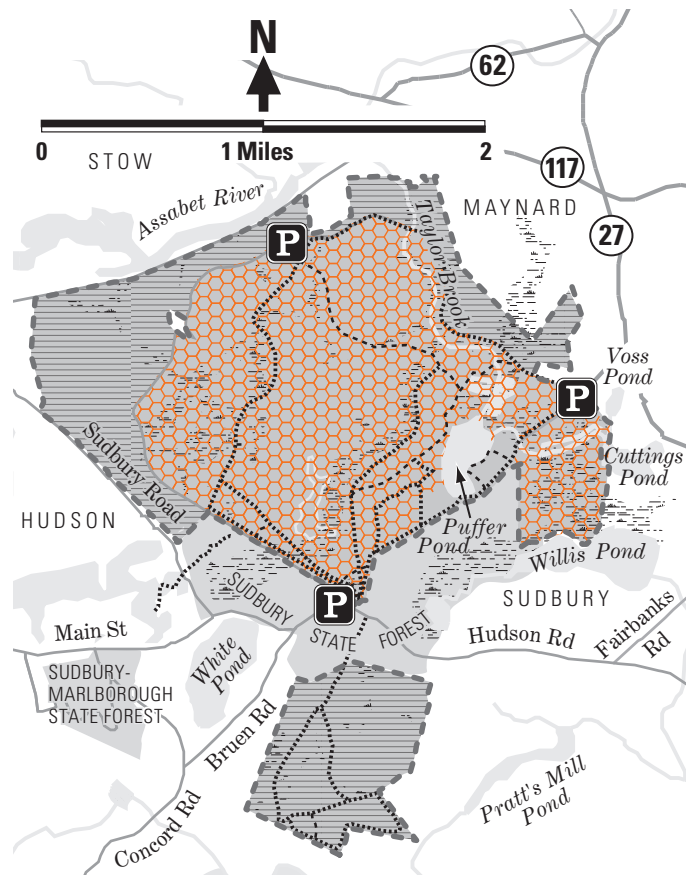 N
62
0
1 Miles
2
STOW
117
Assabet River
MAYNARD
Taylor Brook
27
P
Voss
Pond
P
Cuttings
Pond
Sudbury Road
HUDSON
Puffer
Pond
Willis Pond
SUDBURY
P
SUDBURY
STATE
FOREST
Main St
Hudson Rd
Fairbanks
Rd
White
Pond
SUDBURY-
MARLBOROUGH
STATE FOREST
Bruen Rd
Pratt's Mill
Pond
Concord Rd